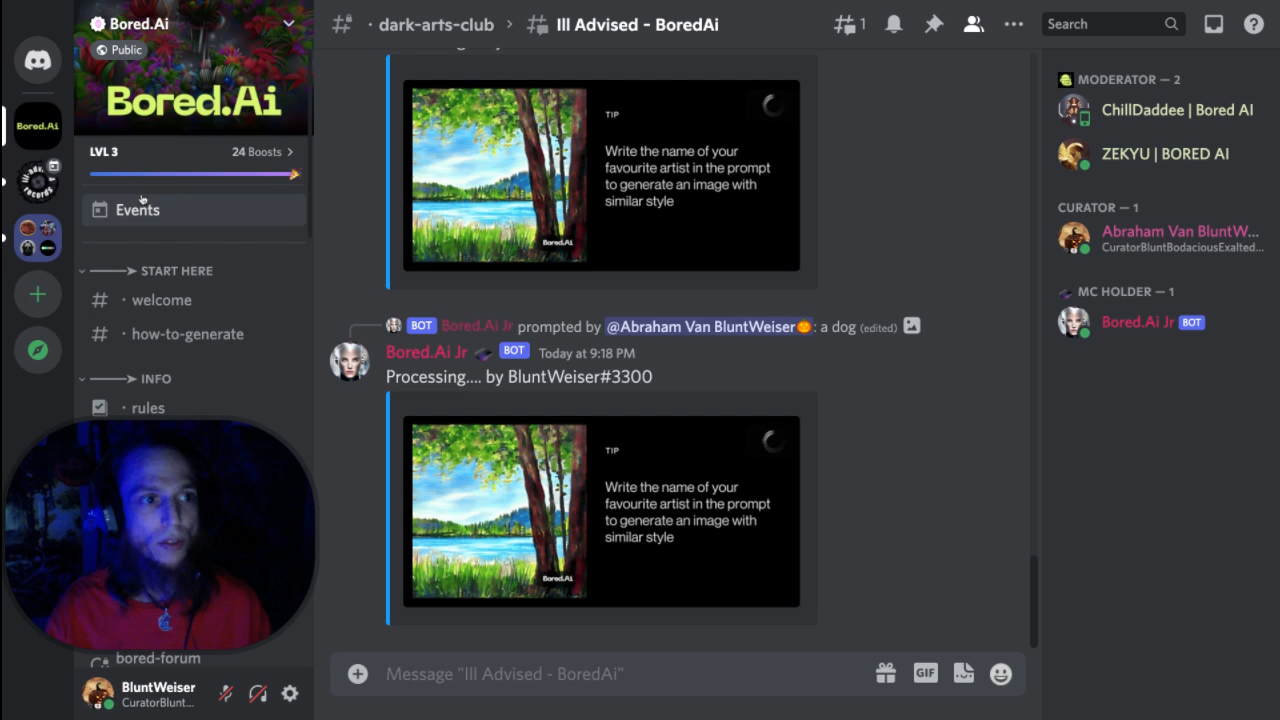 Bored.Ai
Public
Bored.Ai
LVL 3
24 Boosts
Events
START HERE
welcome
how-to-generate
INFO
rules
bored-forum
BluntWeiser
CuratorBlunt...
Bored.Ai
dark-arts-club
Ill Advised - BoredAi
1
Search
TIP
Write the name of your
favourite artist in the prompt
to generate an image with
similar style
Bored.Ai
BOT Bored.Ai Jr prompted by @Abraham Van BluntWeiser🎃: a dog (edited)
Bored.Ai Jr BOT Today at 9:18 PM
Processing.... by BluntWeiser#3300
TIP
Write the name of your
favourite artist in the prompt
to generate an image with
similar style
Bored.Ai
Message "Ill Advised - BoredAi"
GIF
MODERATOR — 2
ChillDaddee | Bored AI
ZEKYU | BORED AI
CURATOR — 1
Abraham Van BluntW...
CuratorBluntBodaciousExalted...
MC HOLDER — 1
Bored.Ai Jr BOT